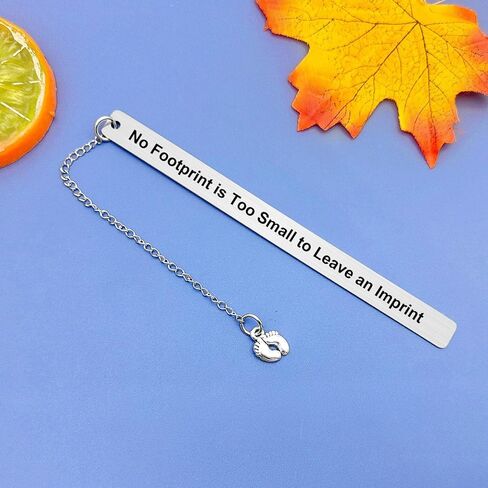 No Footprint is Too Small to Leave an Imprint